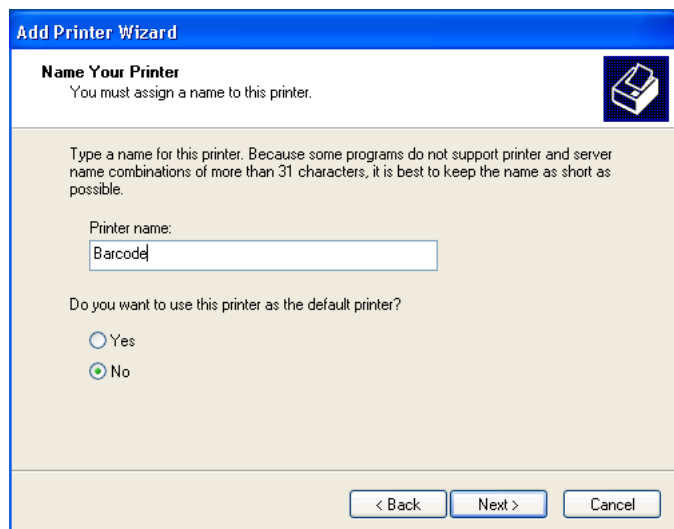 Add Printer Wizard
Name Your Printer
You must assign a name to this printer.
Type a name for this printer. Because some programs do not support printer and server
name combinations of more than 31 characters, it is best to keep the name as short as
possible.
Printer name:
Barcode
Do you want to use this printer as the default printer?
Yes
No
< Back
Next >
Cancel